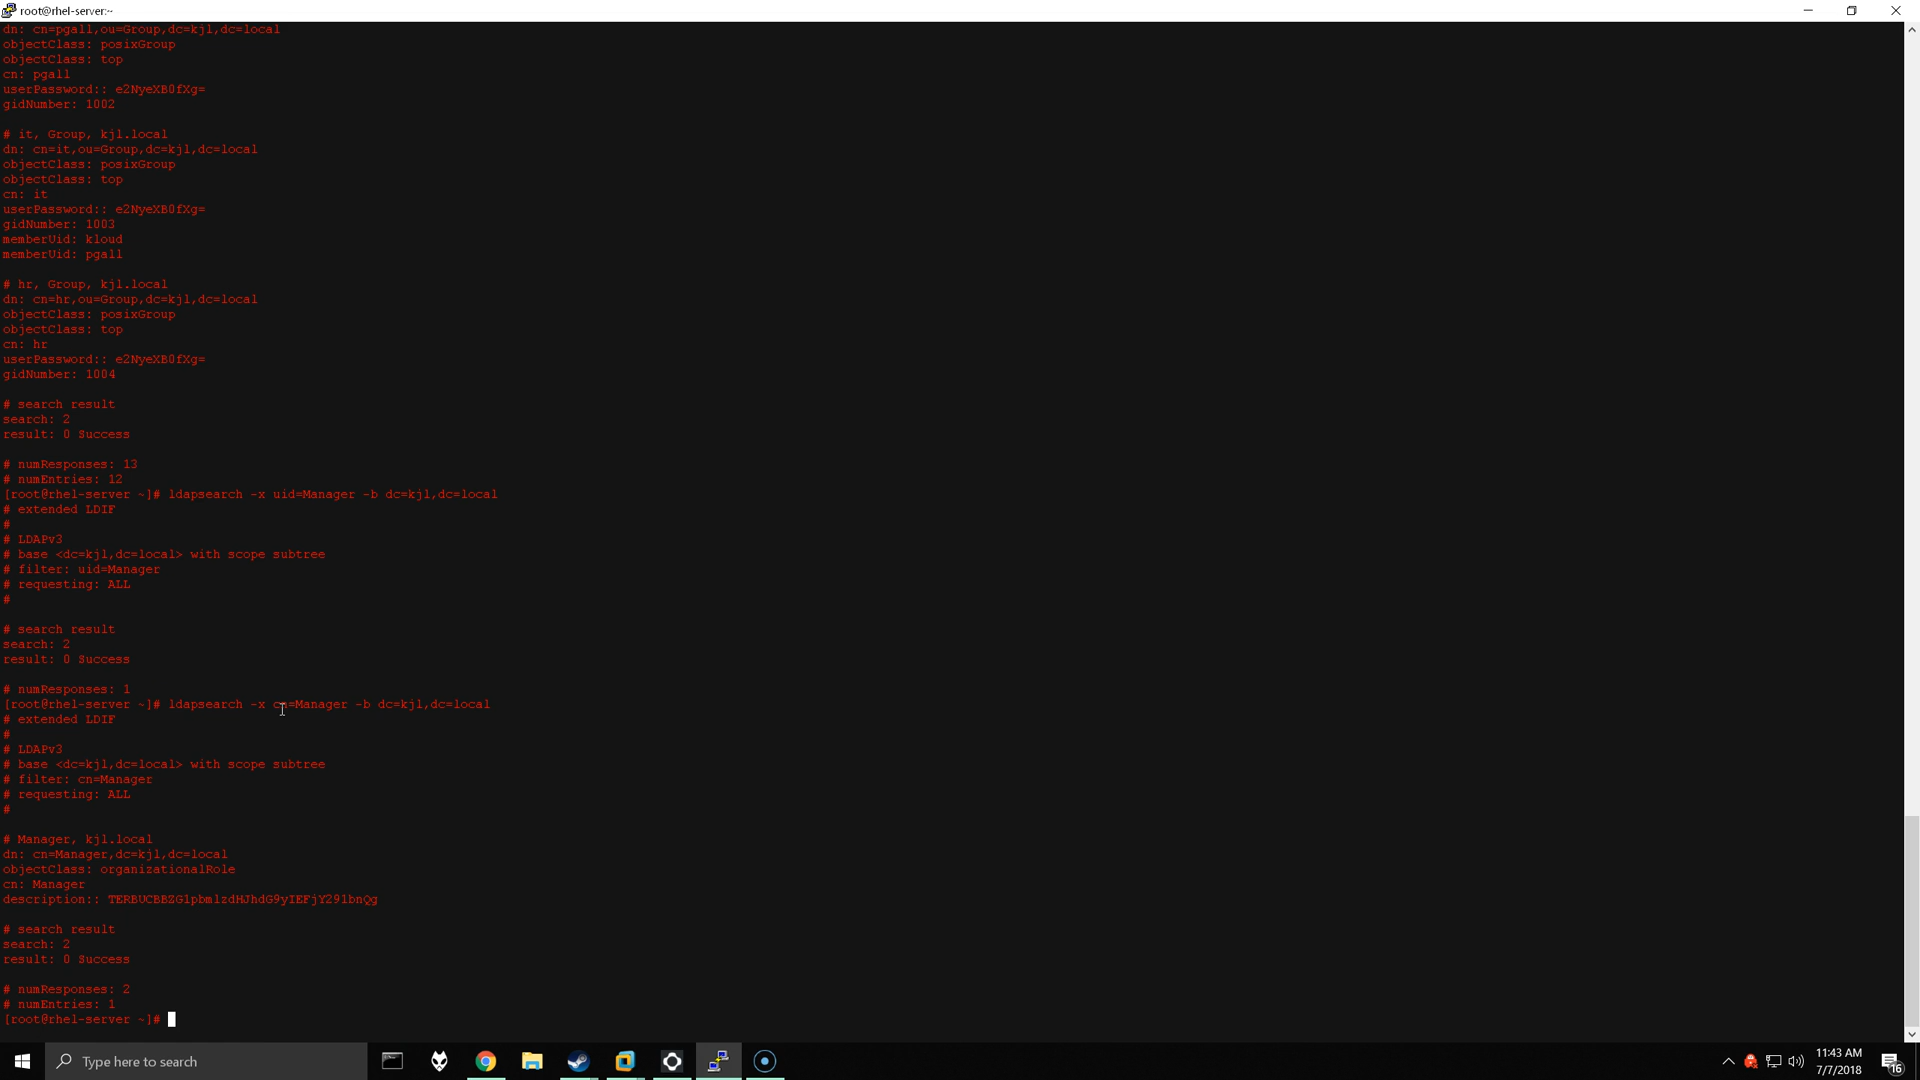 root@rhel-server:~
dn: cn=pgall,ou=Group,dc=kjl,dc=local
objectClass: posixGroup
objectClass: top
cn: pgall
userPassword:: e2NyeXB0fXg=
gidNumber: 1002
# it, Group, kjl.local
dn: cn=it,ou=Group,dc=kjl,dc=local
objectClass: posixGroup
objectClass: top
cn: it
userPassword:: e2NyeXB0fXg=
gidNumber: 1003
memberUid: kloud
memberUid: pgall
# hr, Group, kjl.local
dn: cn=hr,ou=Group,dc=kjl,dc=local
objectClass: posixGroup
objectClass: top
cn: hr
userPassword:: e2NyeXB0fXg=
gidNumber: 1004
# search result
search: 2
result: 0 Success
# numResponses: 13
# numEntries: 12
[root@rhel-server ~]# ldapsearch -x uid=Manager -b dc=kjl,dc=local
# extended LDIF
#
# LDAPv3
# base <dc=kjl,dc=local> with scope subtree
# filter: uid=Manager
# requesting: ALL
#
# search result
search: 2
result: 0 Success
# numResponses: 1
[root@rhel-server ~]# ldapsearch -x cn=Manager -b dc=kjl,dc=local
# extended LDIF
#
# LDAPv3
# base <dc=kjl,dc=local> with scope subtree
# filter: cn=Manager
# requesting: ALL
#
# Manager, kjl.local
dn: cn=Manager,dc=kjl,dc=local
objectClass: organizationalRole
cn: Manager
description:: TERBUCBBZG1pbmlzdHJhdG9yIEFjY291bnQg
# search result
search: 2
result: 0 Success
# numResponses: 2
# numEntries: 1
[root@rhel-server ~]#
Type here to search
11:43 AM
7/7/2018
16